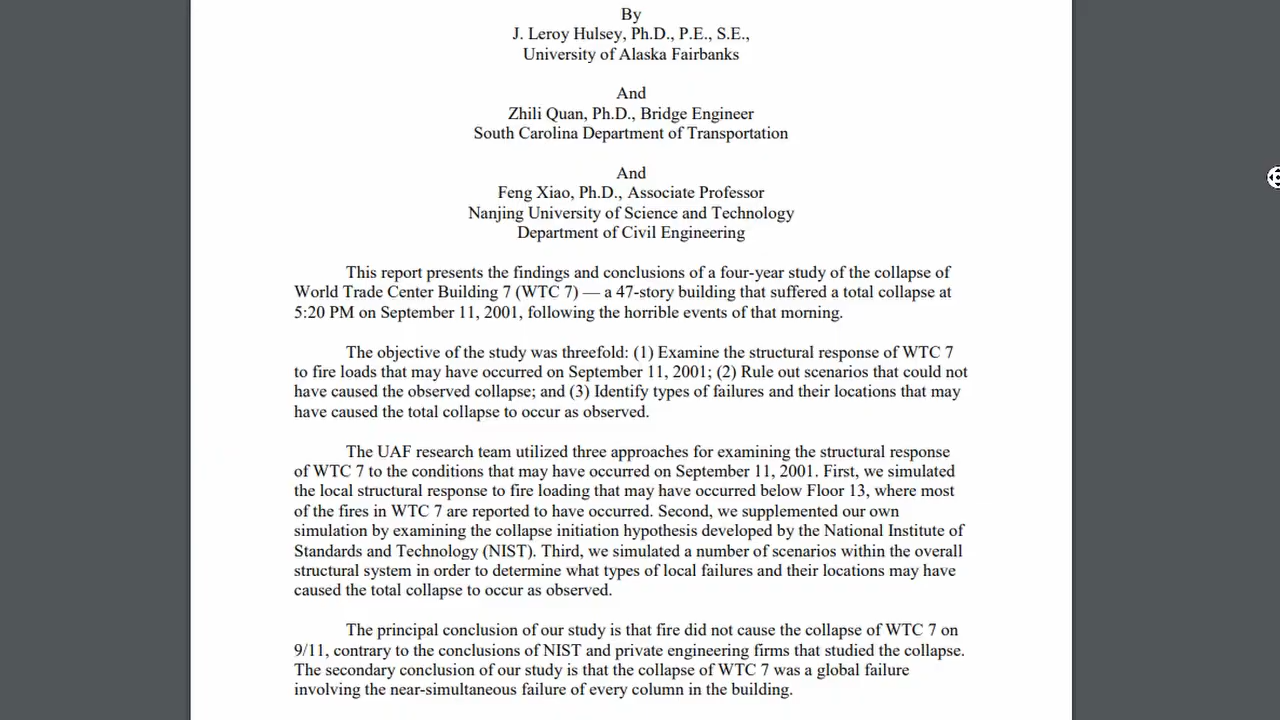 By
J. Leroy Hulsey, Ph.D., P.E., S.E.,
University of Alaska Fairbanks
And
Zhili Quan, Ph.D., Bridge Engineer
South Carolina Department of Transportation
And
Feng Xiao, Ph.D., Associate Professor
Nanjing University of Science and Technology
Department of Civil Engineering
This report presents the findings and conclusions of a four-year study of the collapse of
World Trade Center Building 7 (WTC 7) — a 47-story building that suffered a total collapse at
5:20 PM on September 11, 2001, following the horrible events of that morning.
The objective of the study was threefold: (1) Examine the structural response of WTC 7
to fire loads that may have occurred on September 11, 2001; (2) Rule out scenarios that could not
have caused the observed collapse; and (3) Identify types of failures and their locations that may
have caused the total collapse to occur as observed.
The UAF research team utilized three approaches for examining the structural response
of WTC 7 to the conditions that may have occurred on September 11, 2001. First, we simulated
the local structural response to fire loading that may have occurred below Floor 13, where most
of the fires in WTC 7 are reported to have occurred. Second, we supplemented our own
simulation by examining the collapse initiation hypothesis developed by the National Institute of
Standards and Technology (NIST). Third, we simulated a number of scenarios within the overall
structural system in order to determine what types of local failures and their locations may have
caused the total collapse to occur as observed.
The principal conclusion of our study is that fire did not cause the collapse of WTC 7 on
9/11, contrary to the conclusions of NIST and private engineering firms that studied the collapse.
The secondary conclusion of our study is that the collapse of WTC 7 was a global failure
involving the near-simultaneous failure of every column in the building.